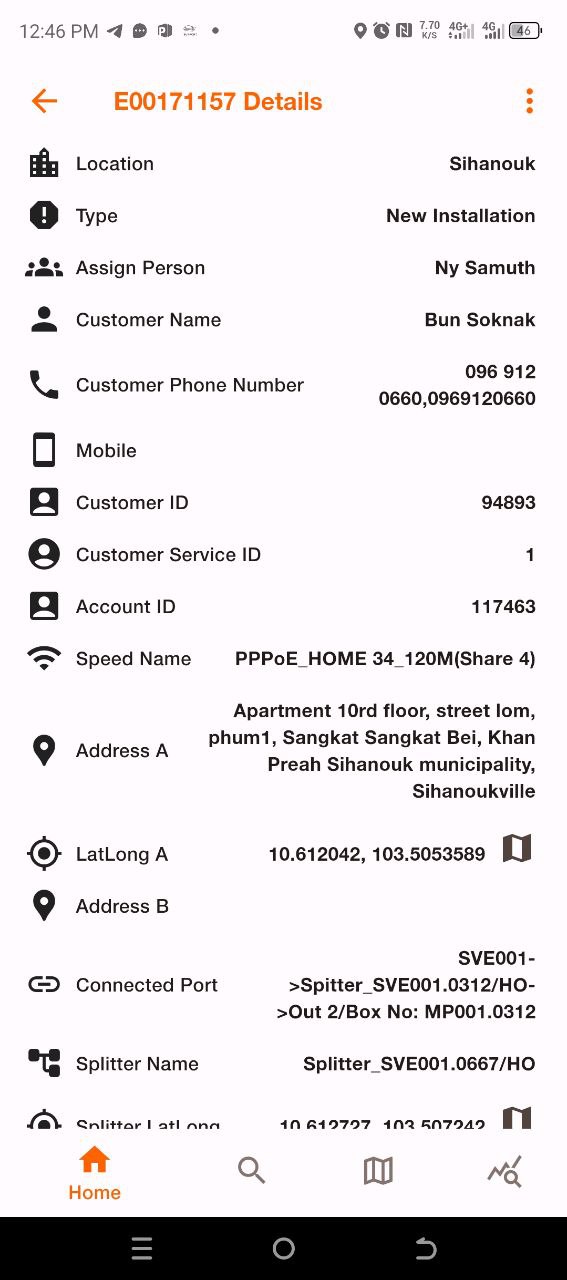 12:46 PM
7.70 K/S 4G+ 4G 46
E00171157 Details
Location Sihanouk
Type New Installation
Assign Person Ny Samuth
Customer Name Bun Soknak
Customer Phone Number 096 912
0660,0969120660
Mobile
Customer ID 94893
Customer Service ID 1
Account ID 117463
Speed Name PPPoE_HOME 34_120M(Share 4)
Address A Apartment 10rd floor, street lom,
phum1, Sangkat Sangkat Bei, Khan
Preah Sihanouk municipality,
Sihanoukville
LatLong A 10.612042, 103.5053589
Address B
Connected Port SVE001-
>Spitter_SVE001.0312/HO-
>Out 2/Box No: MP001.0312
Splitter Name Splitter_SVE001.0667/HO
Splitter LatLong 10.612727, 103.507242
Home